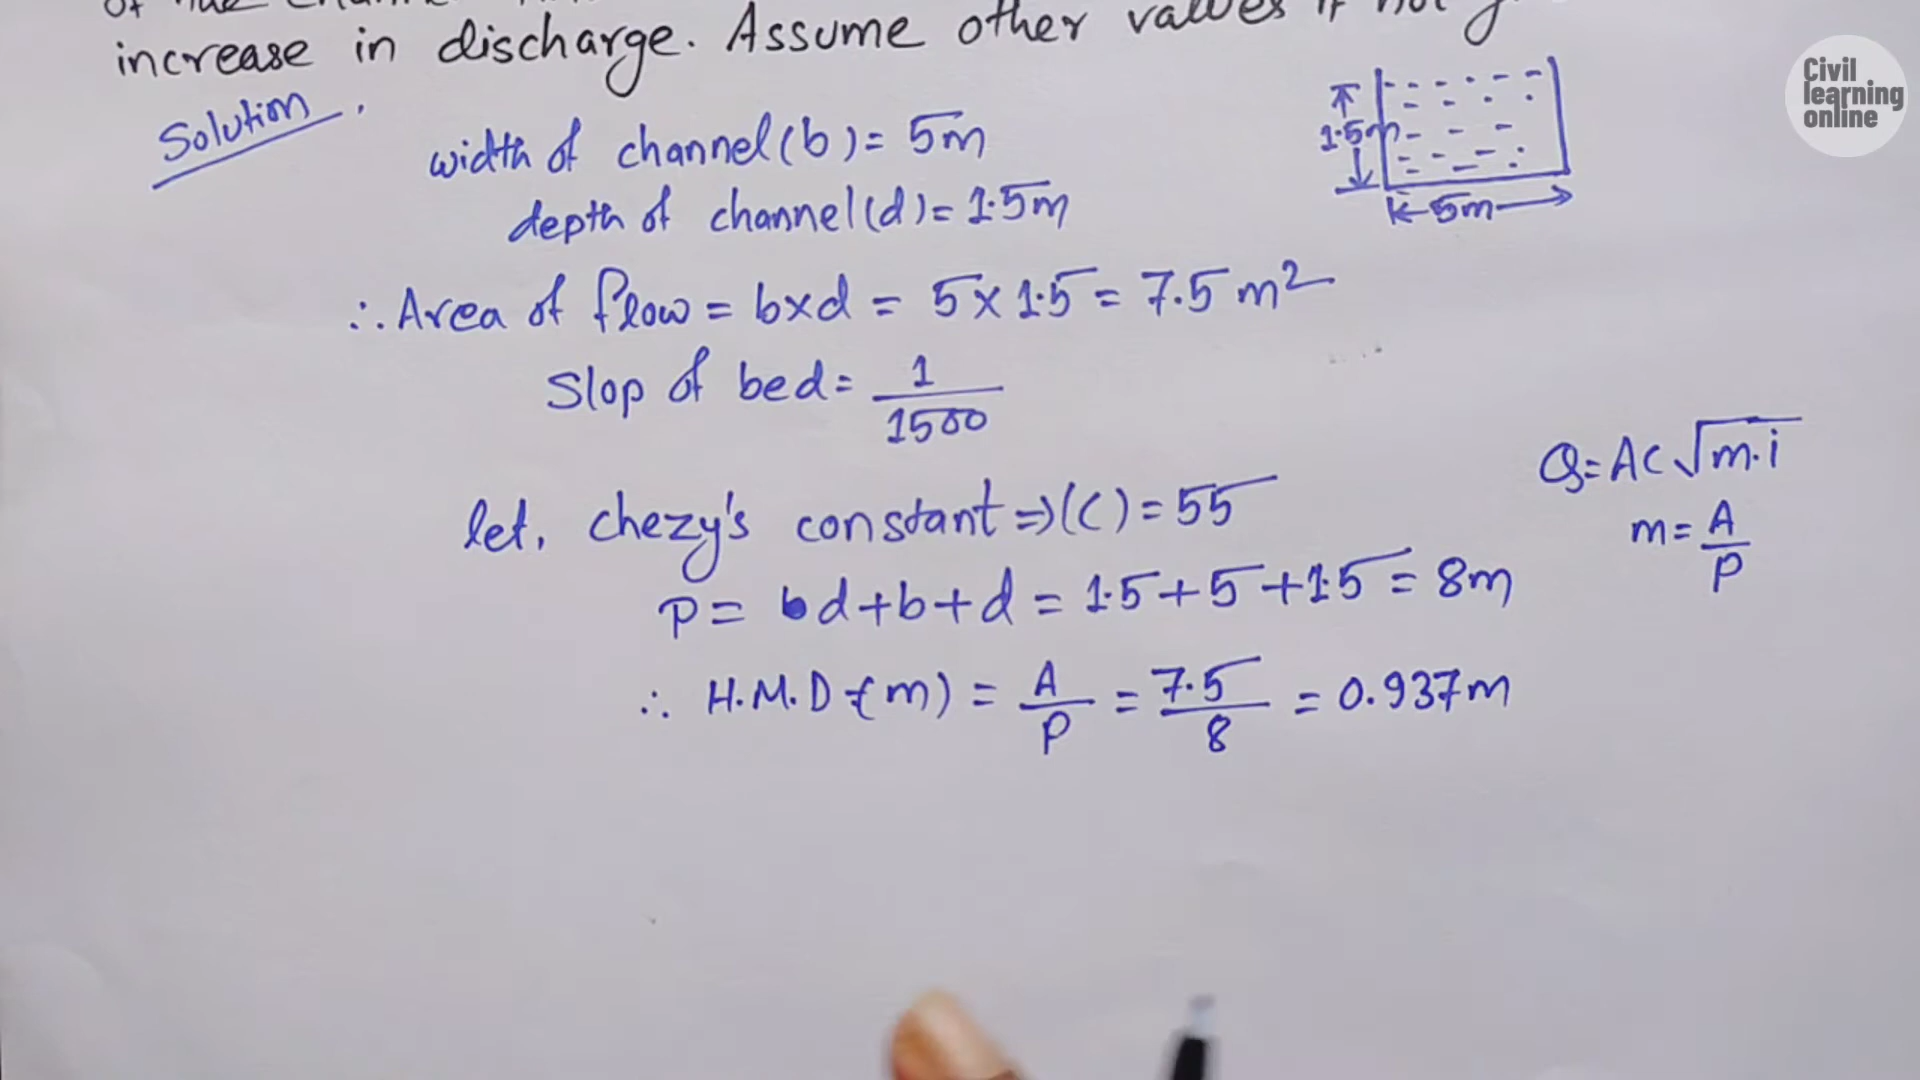 increase in discharge. Assume other values if not
Solution.
width of channel(b)= 5m
depth of channel(d)= 1.5m
∴ Area of flow = b×d = 5×1.5 = 7.5 m²
Slop of bed= 1/1500
let, chezy's constant ⇒(C)=55
P= d+b+d = 1.5+5+1.5 = 8m
∴ H.M.D-(m) = A/P = 7.5/8 = 0.937m
1.5m
5m
Q= AC√m.i
m= A/P
Civil
learning
online